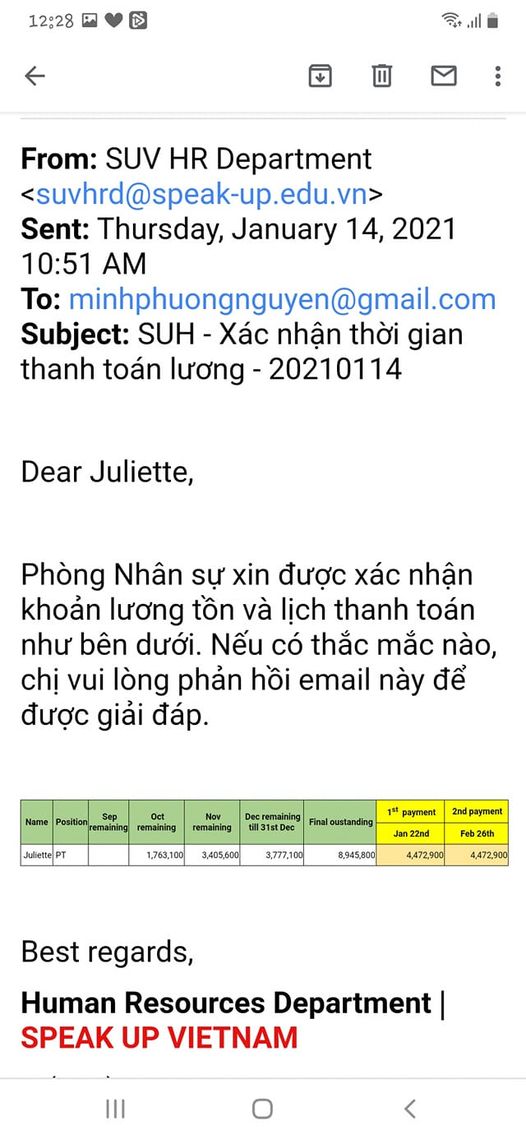 12:28
From: SUV HR Department
<suvhrd@speak-up.edu.vn>
Sent: Thursday, January 14, 2021
10:51 AM
To: minhphuongnguyen@gmail.com
Subject: SUH - Xác nhận thời gian
thanh toán lương - 20210114
Dear Juliette,
Phòng Nhân sự xin được xác nhận
khoản lương tồn và lịch thanh toán
như bên dưới. Nếu có thắc mắc nào,
chị vui lòng phản hồi email này để
được giải đáp.
Name Position Sep remaining Oct remaining Nov remaining Dec remaining till 31st Dec Final oustanding 1st payment 2nd payment
Jan 22nd Feb 26th
Juliette PT 1,763,100 3,405,600 3,777,100 8,945,800 4,472,900 4,472,900
Best regards,
Human Resources Department |
SPEAK UP VIETNAM